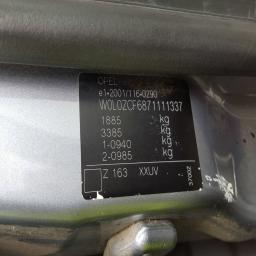 OPEL
e1*2001/116-0290
W0L0ZCF6871111337
1885 kg
3385 kg
1-0940 kg
2-0985 kg
Z 163 XXUV